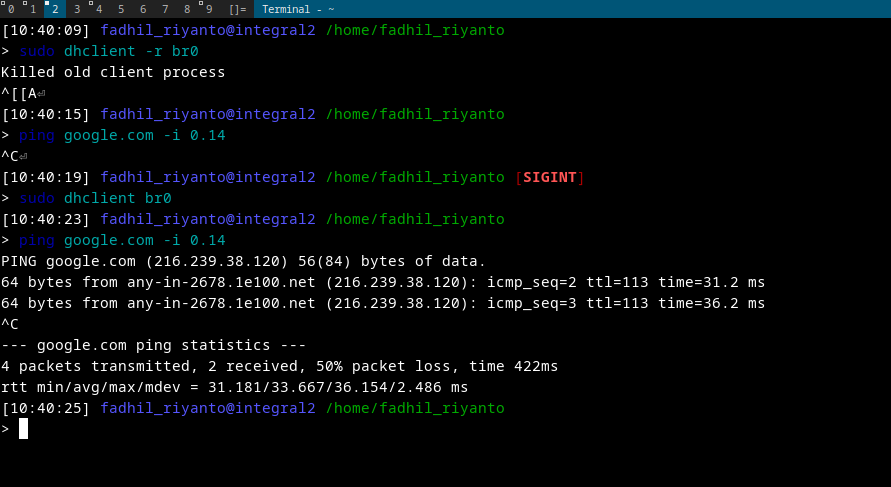 0 1 2 3 4 5 6 7 8 9 []= Terminal - ~
[10:40:09] fadhil_riyanto@integral2 /home/fadhil_riyanto
> sudo dhclient -r br0
Killed old client process
^[[A⏎
[10:40:15] fadhil_riyanto@integral2 /home/fadhil_riyanto
> ping google.com -i 0.14
^C⏎
[10:40:19] fadhil_riyanto@integral2 /home/fadhil_riyanto [SIGINT]
> sudo dhclient br0
[10:40:23] fadhil_riyanto@integral2 /home/fadhil_riyanto
> ping google.com -i 0.14
PING google.com (216.239.38.120) 56(84) bytes of data.
64 bytes from any-in-2678.1e100.net (216.239.38.120): icmp_seq=2 ttl=113 time=31.2 ms
64 bytes from any-in-2678.1e100.net (216.239.38.120): icmp_seq=3 ttl=113 time=36.2 ms
^C
--- google.com ping statistics ---
4 packets transmitted, 2 received, 50% packet loss, time 422ms
rtt min/avg/max/mdev = 31.181/33.667/36.154/2.486 ms
[10:40:25] fadhil_riyanto@integral2 /home/fadhil_riyanto
>